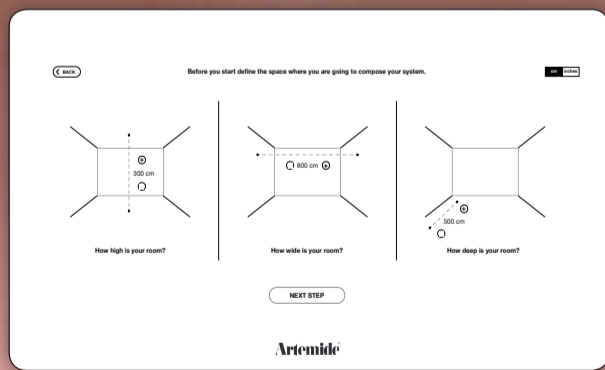 BACK
Before you start define the space where you are going to compose your system.
cm inches
300 cm
800 cm
500 cm
How high is your room?
How wide is your room?
How deep is your room?
NEXT STEP
Artemide